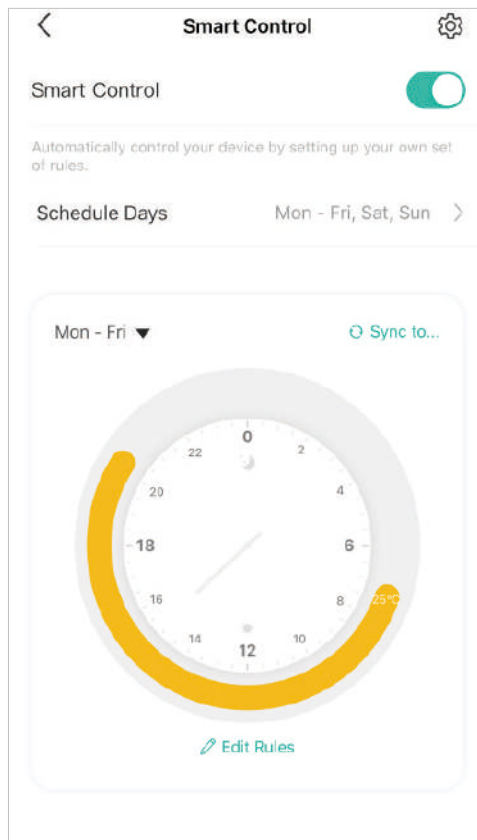 Smart Control
Smart Control
Automatically control your device by setting up your own set
of rules.
Schedule Days
Mon - Fri, Sat, Sun
Mon - Fri
Sync to...
0
22
2
20
4
18
6
16
8
25°C
14
10
12
Edit Rules